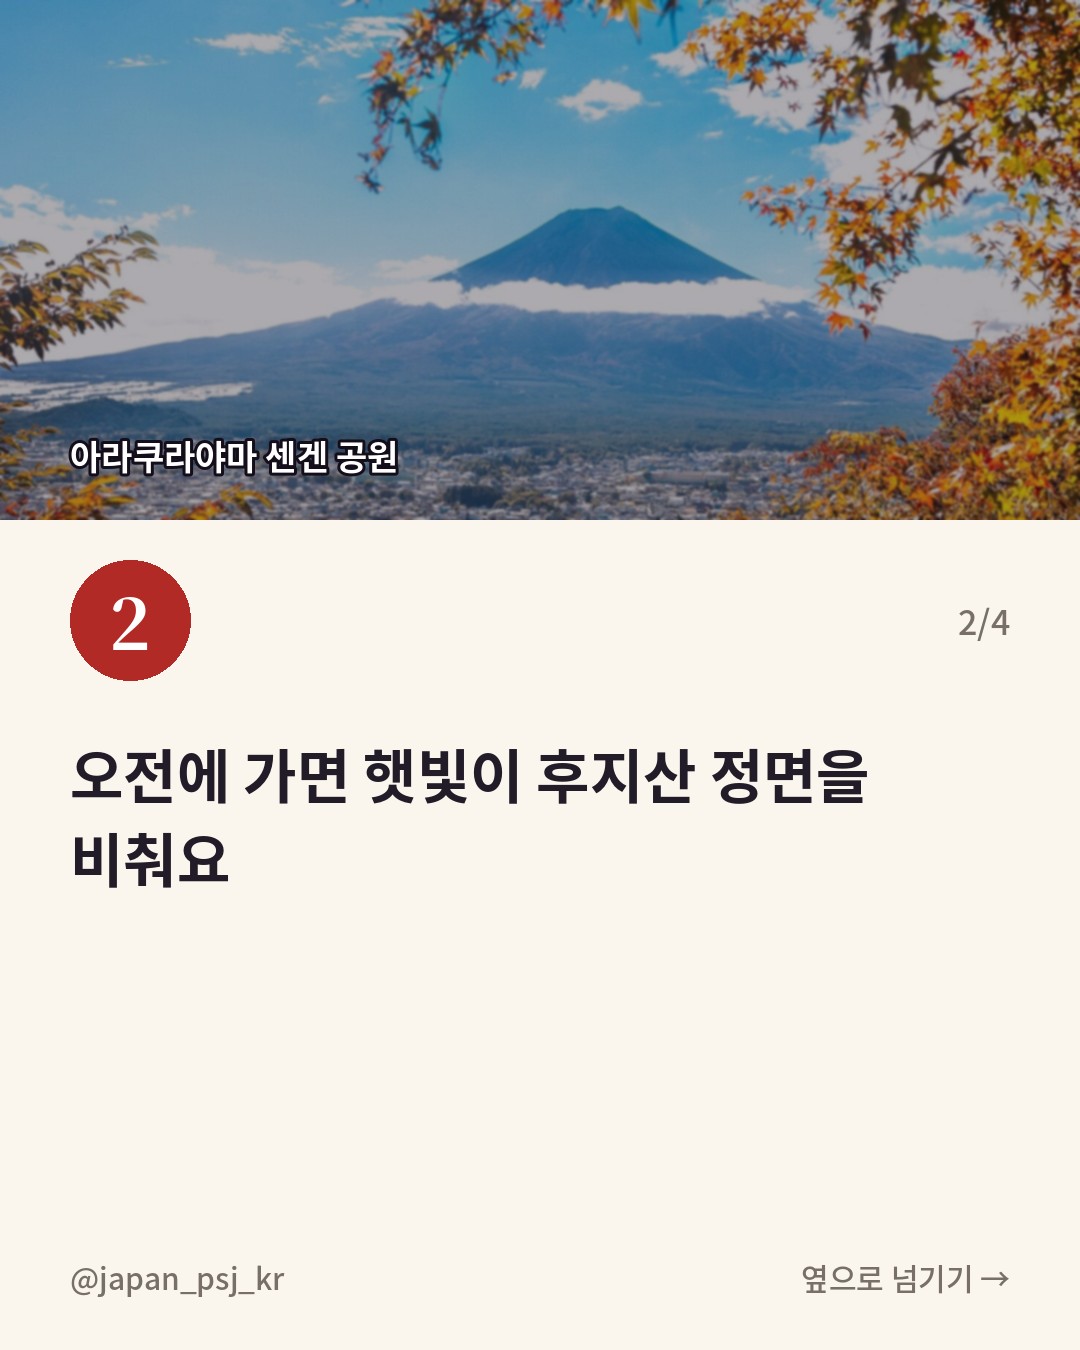 아라쿠라야마 센겐 공원
2
2/4
오전에 가면 햇빛이 후지산 정면을
비춰요
@japan_psj_kr
옆으로 넘기기 →